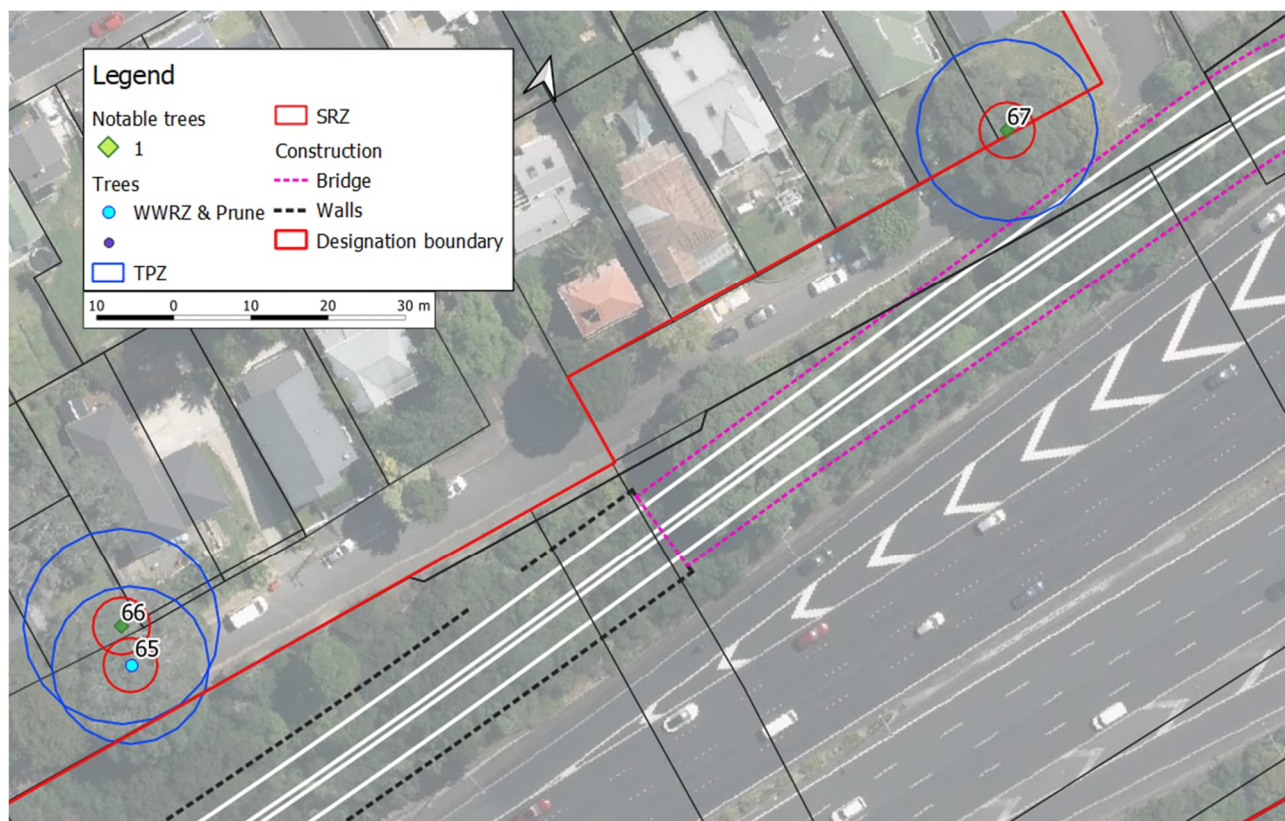 Legend
Notable trees
1
Trees
WWRZ & Prune
TPZ
SRZ
Construction
Bridge
Walls
Designation boundary
10 0 10 20 30 m
67
66
65